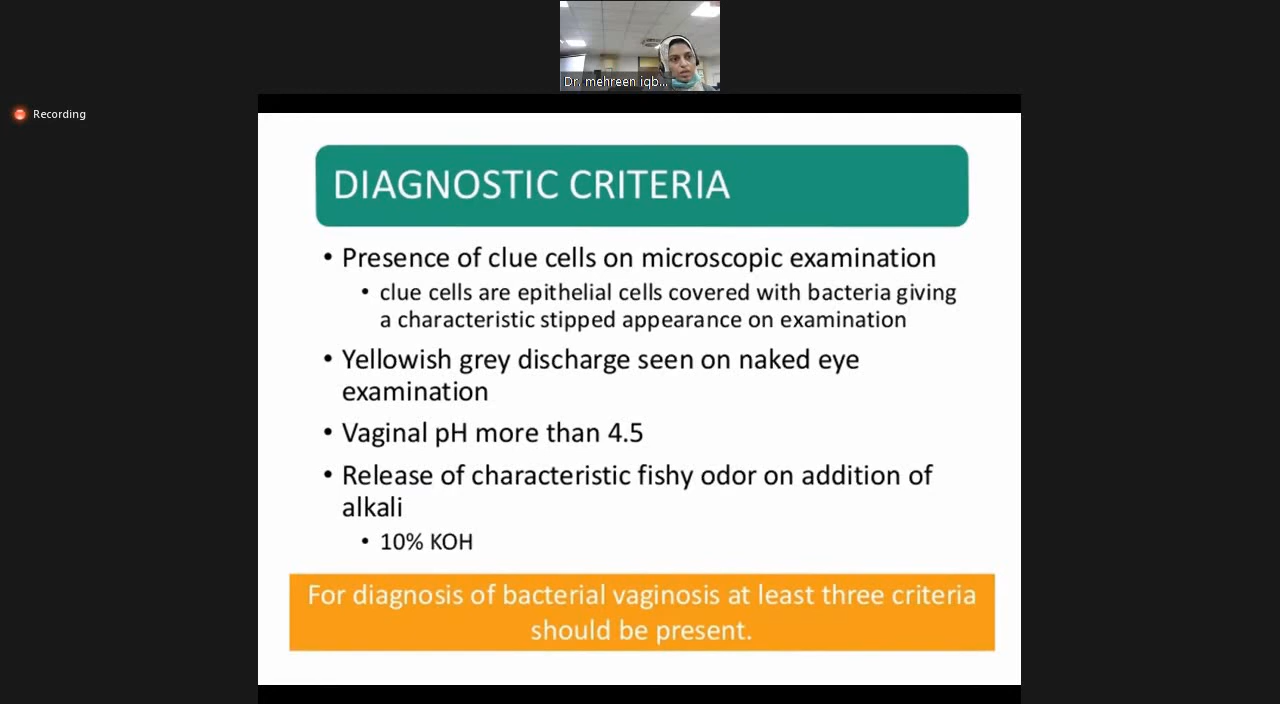 Dr. mehreen iqb...
Recording
DIAGNOSTIC CRITERIA
• Presence of clue cells on microscopic examination
• clue cells are epithelial cells covered with bacteria giving
a characteristic stipped appearance on examination
• Yellowish grey discharge seen on naked eye
examination
• Vaginal pH more than 4.5
• Release of characteristic fishy odor on addition of
alkali
• 10% KOH
For diagnosis of bacterial vaginosis at least three criteria
should be present.